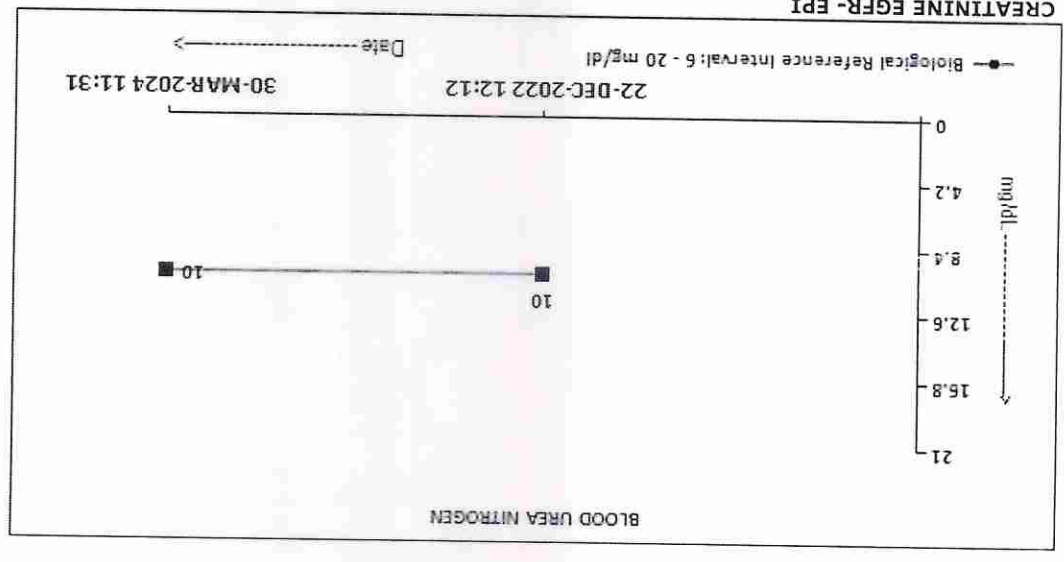 BLOOD UREA NITROGEN
21
16.8
12.6
8.4
4.2
0
mg/dL
10
10
22-DEC-2022 12:12
30-MAR-2024 11:31
Date
Biological Reference Interval: 6 - 20 mg/dl
CREATININE EGFR- EPI